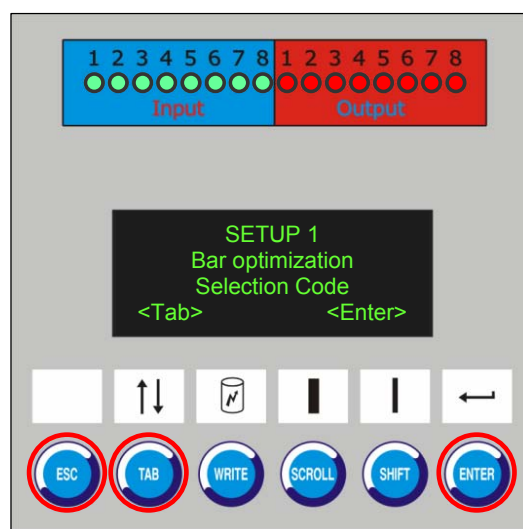 1 2 3 4 5 6 7 8 1 2 3 4 5 6 7 8
Input Output
SETUP 1
Bar optimization
Selection Code
<Tab> <Enter>
ESC TAB WRITE SCROLL SHIFT ENTER